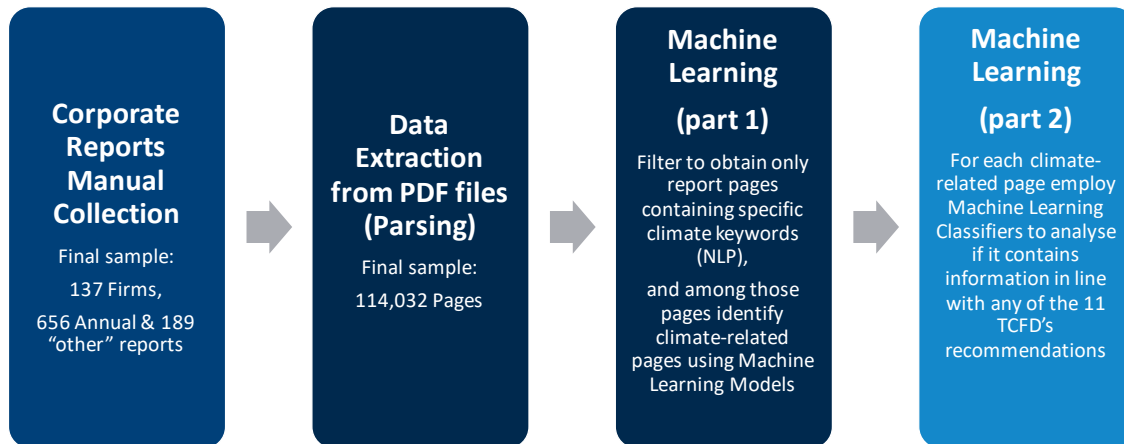 Corporate
Reports
Manual
Collection
Final sample:
137 Firms,
656 Annual & 189
“other” reports
Data
Extraction
from PDF files
(Parsing)
Final sample:
114,032 Pages
Machine
Learning
(part 1)
Filter to obtain only
report pages
containing specific
climate keywords
(NLP),
and among those
pages identify
climate-related
pages using Machine
Learning Models
Machine
Learning
(part 2)
For each climate-
related page employ
Machine Learning
Classifiers to analyse
if it contains
information in line
with any of the 11
TCFD’s
recommendations